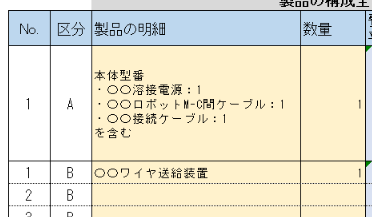 製品の構成主
No. 区分 製品の明細 数量
本体型番
・〇〇溶接電源:1
・〇〇ロボットM-C間ケーブル:1
・〇〇接続ケーブル:1
を含む
1 A 1
1 B 〇〇ワイヤ送給装置 1
2 B
3 B